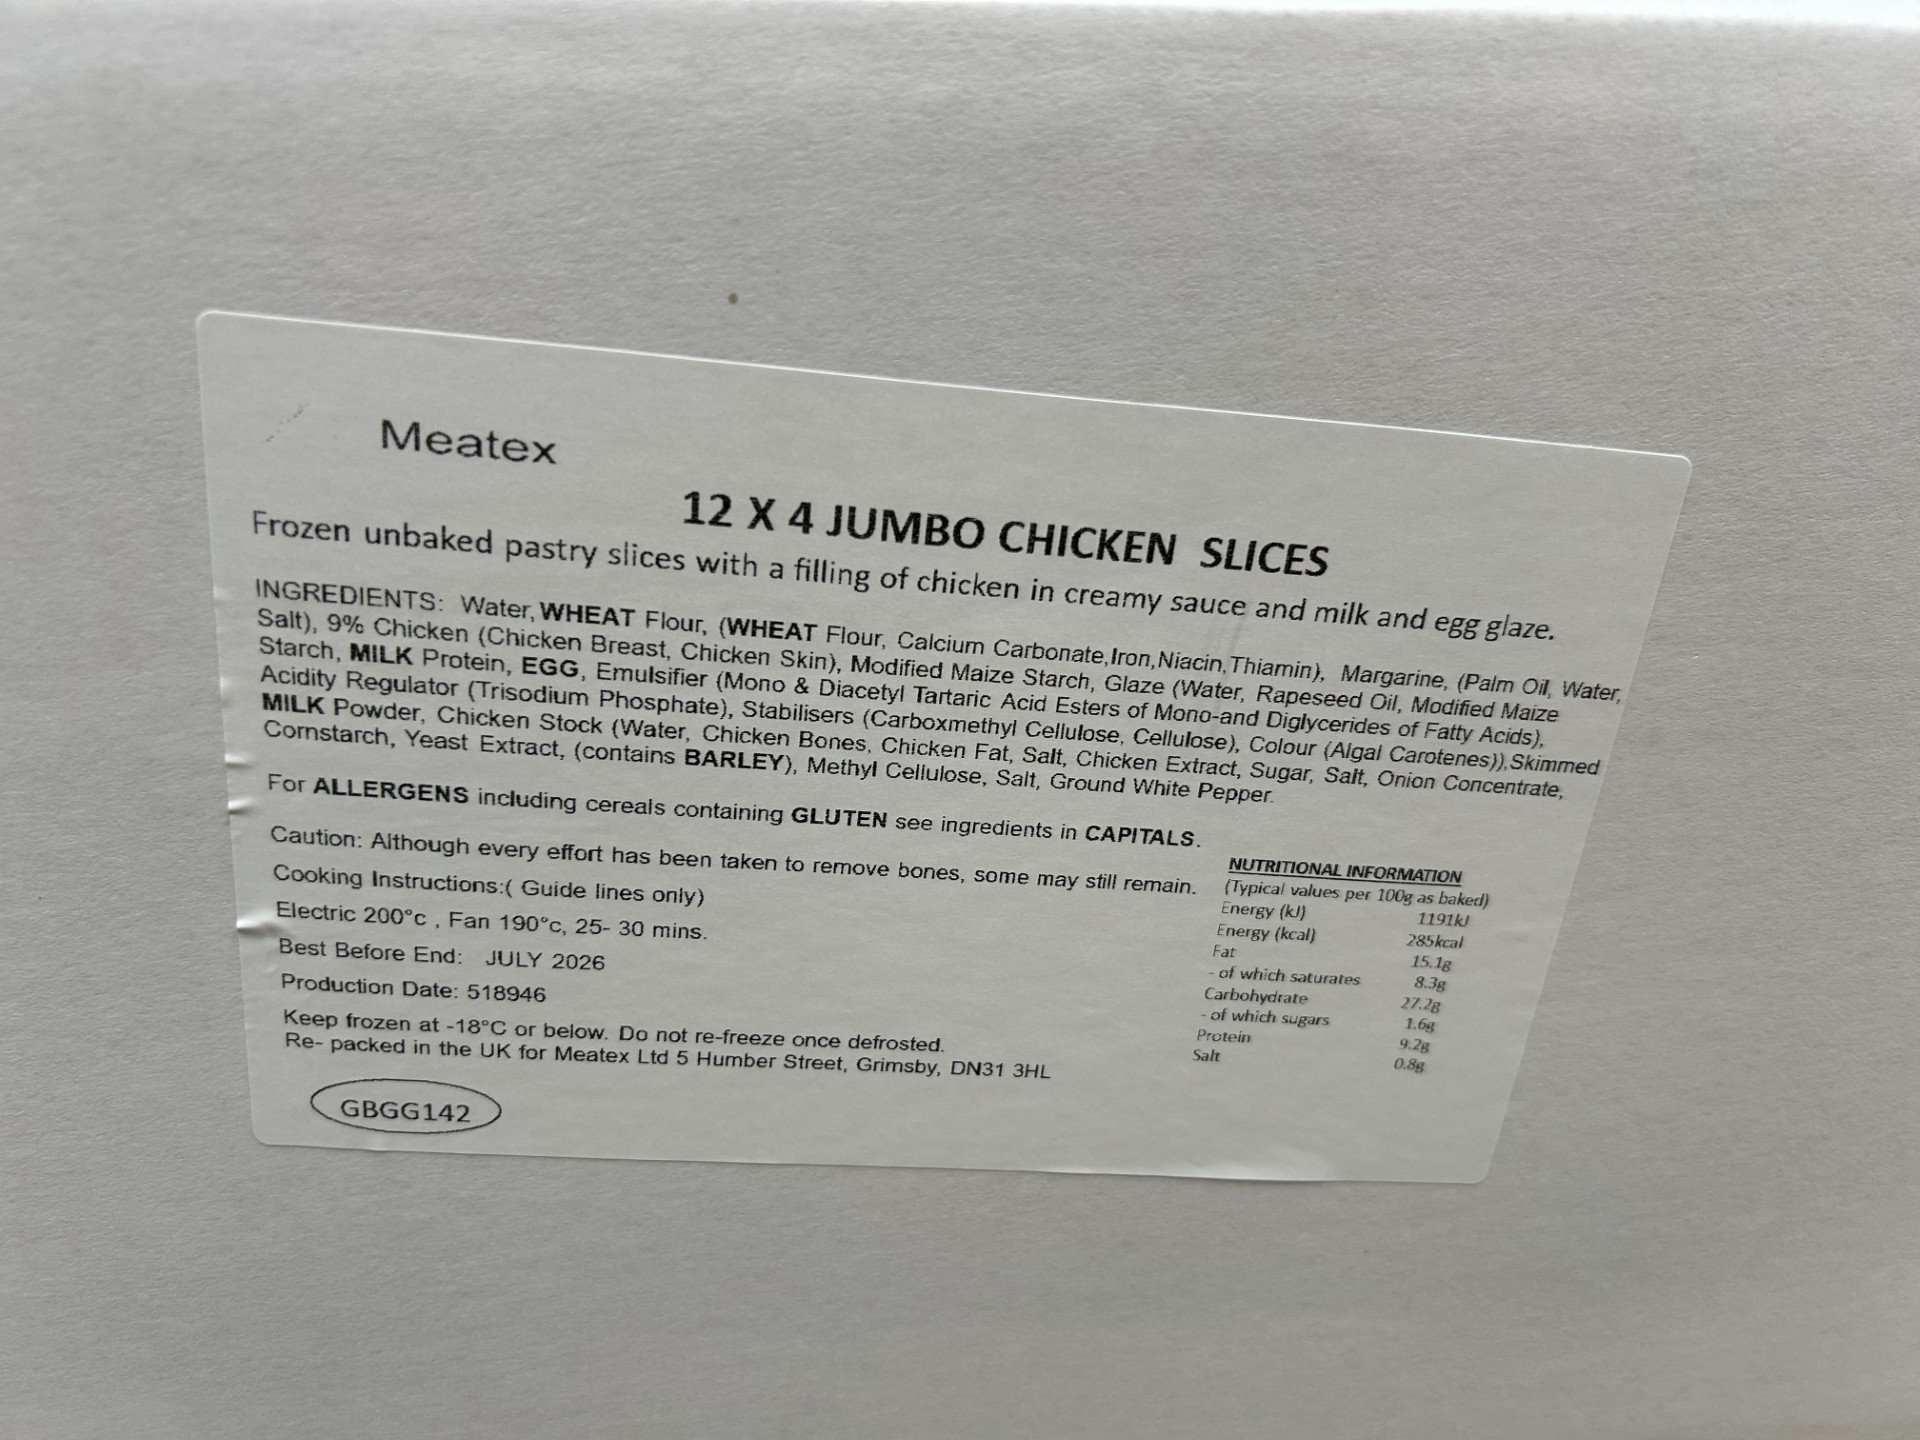 Meatex
12 X 4 JUMBO CHICKEN SLICES
Frozen unbaked pastry slices with a filling of chicken in creamy sauce and milk and egg glaze.
INGREDIENTS: Water, WHEAT Flour, (WHEAT Flour, Calcium Carbonate,Iron,Niacin,Thiamin), Margarine, (Palm Oil, Water,
Salt), 9% Chicken (Chicken Breast, Chicken Skin), Modified Maize Starch, Glaze (Water, Rapeseed Oil, Modified Maize
Starch, MILK Protein, EGG, Emulsifier (Mono & Diacetyl Tartaric Acid Esters of Mono-and Diglycerides of Fatty Acids),
Acidity Regulator (Trisodium Phosphate), Stabilisers (Carboxmethyl Cellulose, Cellulose), Colour (Algal Carotenes)),Skimmed
MILK Powder, Chicken Stock (Water, Chicken Bones, Chicken Fat, Salt, Chicken Extract, Sugar, Salt, Onion Concentrate,
Cornstarch, Yeast Extract, (contains BARLEY), Methyl Cellulose, Salt, Ground White Pepper.
For ALLERGENS including cereals containing GLUTEN see ingredients in CAPITALS.
Caution: Although every effort has been taken to remove bones, some may still remain.
Cooking Instructions:( Guide lines only)
Electric 200°c , Fan 190°c, 25- 30 mins.
Best Before End: JULY 2026
Production Date: 518946
Keep frozen at -18°C or below. Do not re-freeze once defrosted.
Re- packed in the UK for Meatex Ltd 5 Humber Street, Grimsby, DN31 3HL
GBGG142
NUTRITIONAL INFORMATION
(Typical values per 100g as baked)
Energy (kJ) 1191kJ
Energy (kcal) 285kcal
Fat 15.1g
- of which saturates 8.3g
Carbohydrate 27.2g
- of which sugars 1.6g
Protein 9.2g
Salt 0.8g